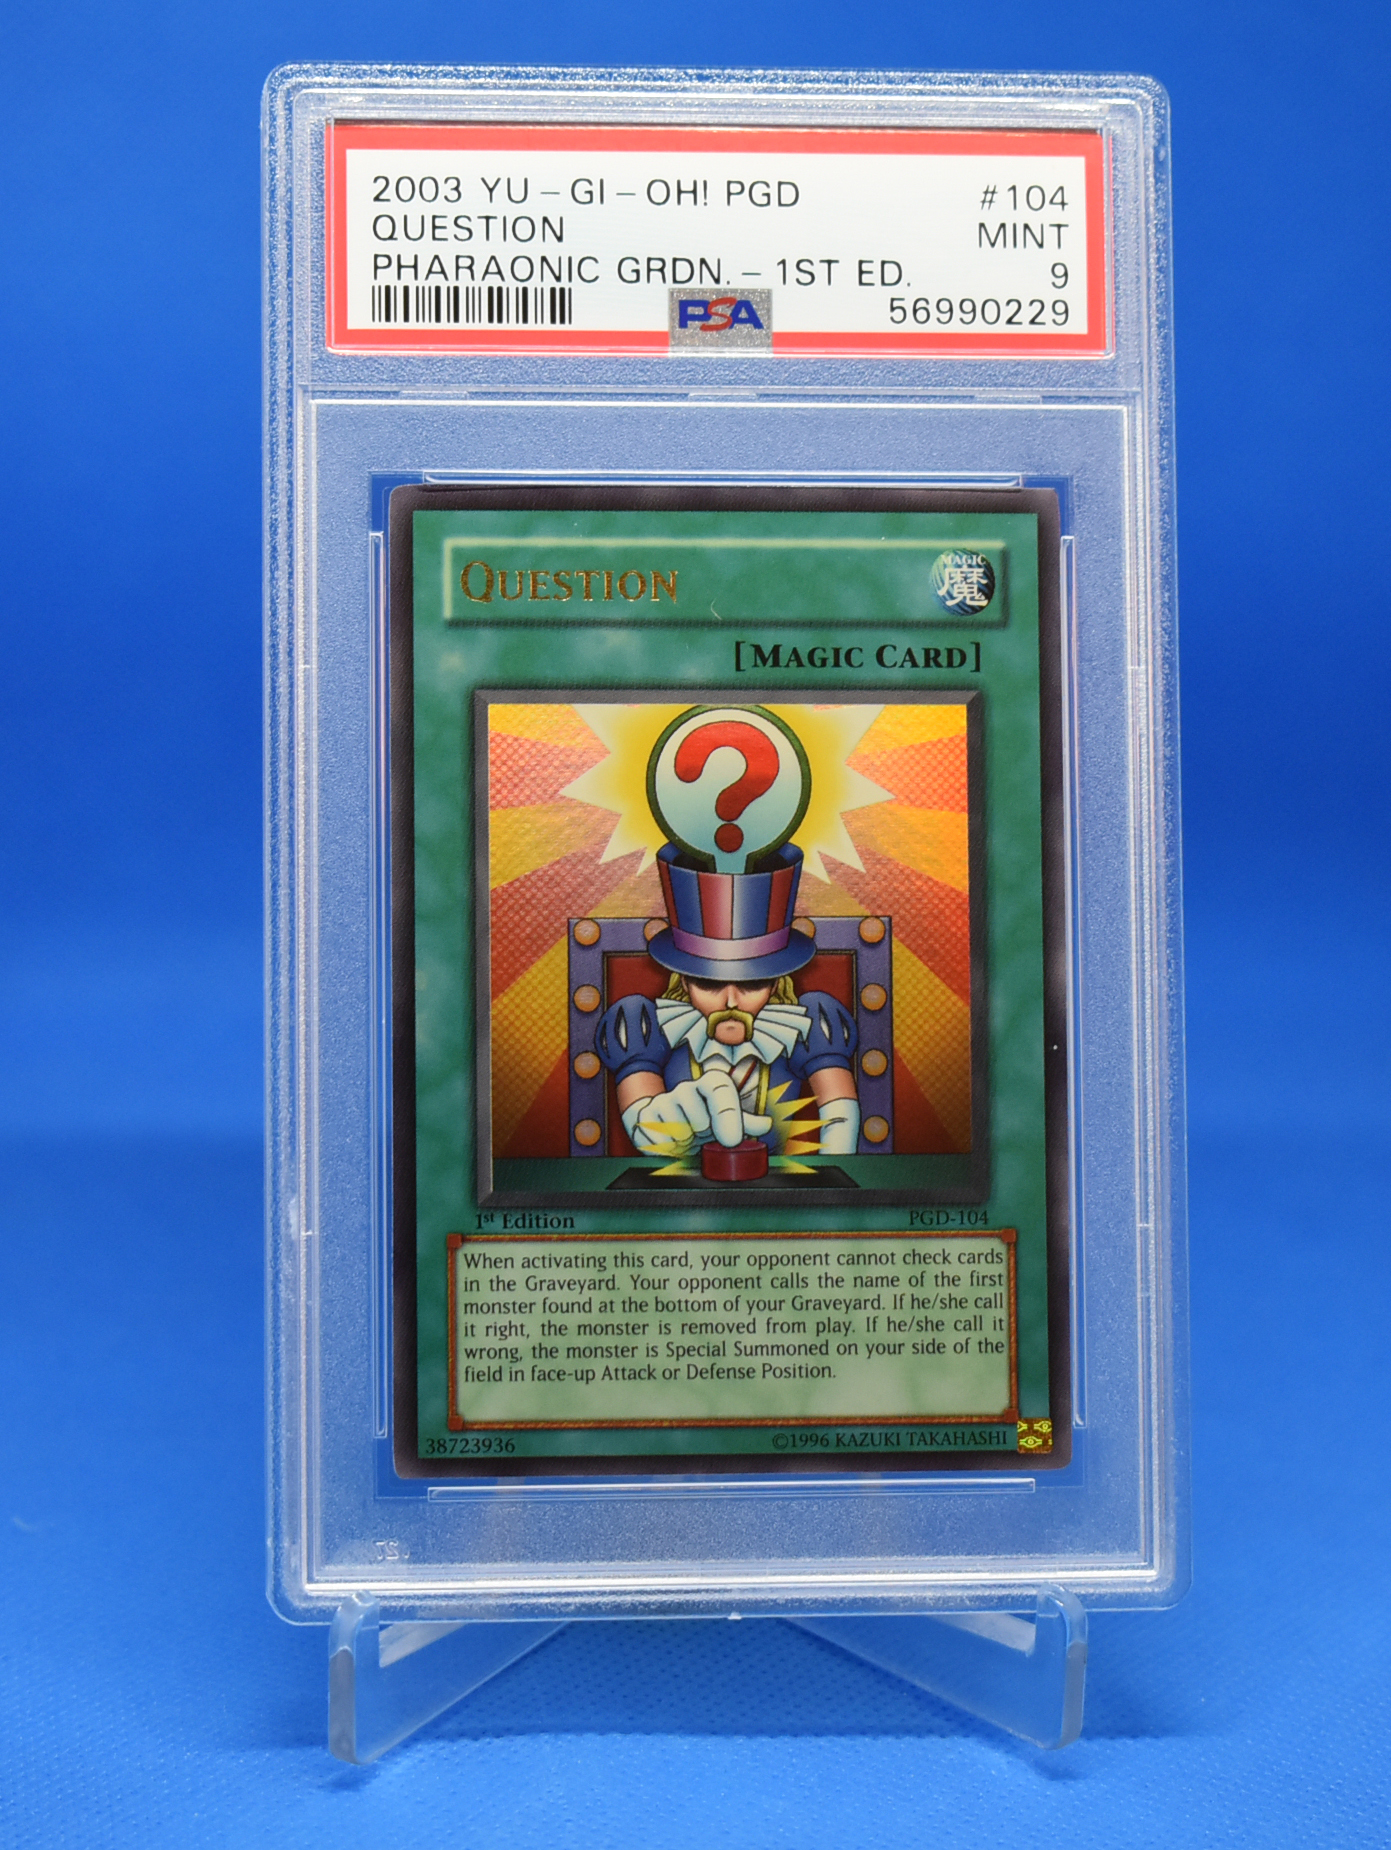 2003 YU-GI-OH! PGD #104
QUESTION MINT
PHARAONIC GRDN.-1ST ED. 9
PSA 56990229
QUESTION
MAGIC
魔
[MAGIC CARD]
?
1st Edition PGD-104
When activating this card, your opponent cannot check cards
in the Graveyard. Your opponent calls the name of the first
monster found at the bottom of your Graveyard. If he/she call
it right, the monster is removed from play. If he/she call it
wrong, the monster is Special Summoned on your side of the
field in face-up Attack or Defense Position.
38723936 ©1996 KAZUKI TAKAHASHI